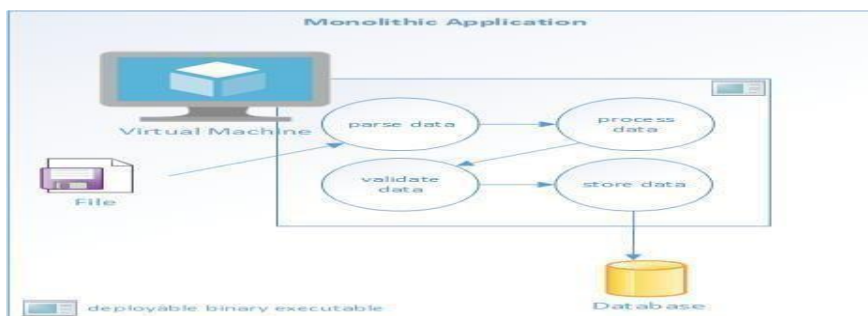 Monolithic Application
Virtual Machine
parse data
process
data
File
validate
data
store data
Database
deployable binary executable